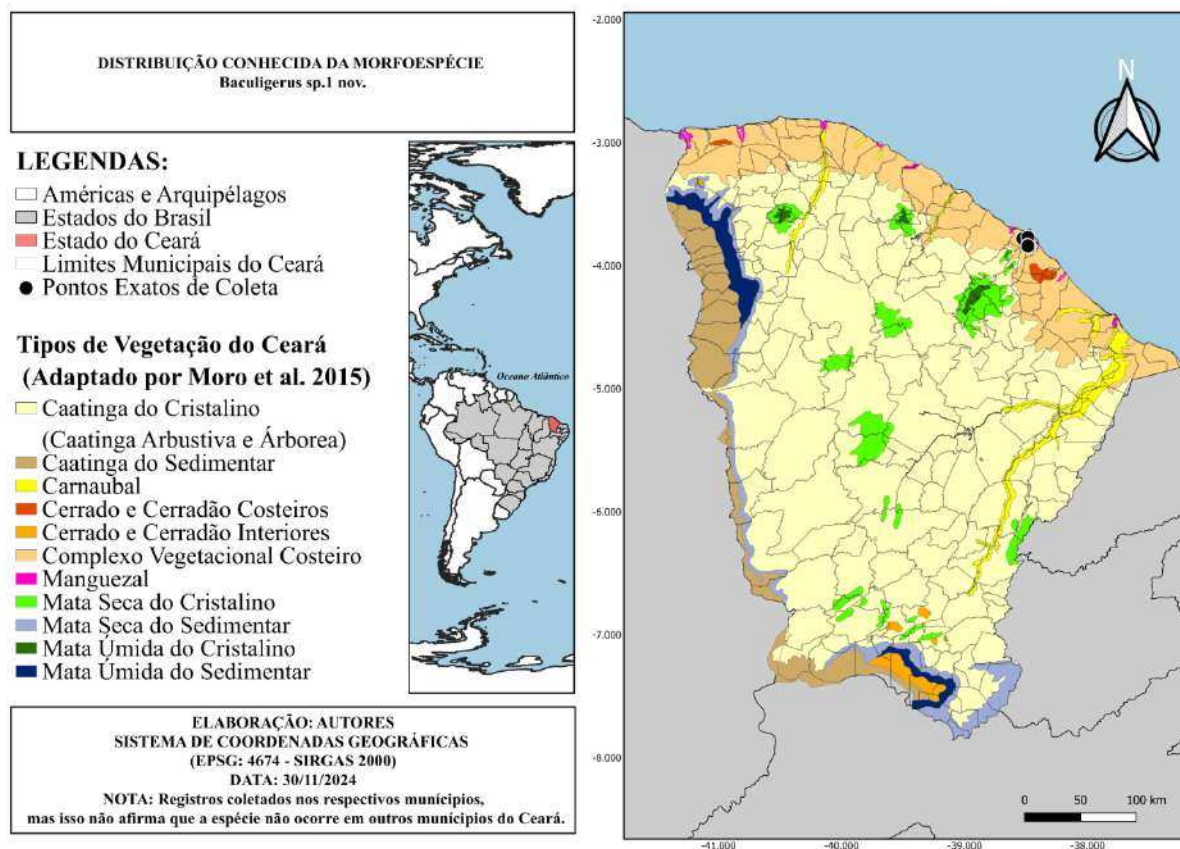 DISTRIBUIÇÃO CONHECIDA DA MORFOESPÉCIE
Baculigerus sp.1 nov.
LEGENDAS:
Américas e Arquipélagos
Estados do Brasil
Estado do Ceará
Limites Municipais do Ceará
Pontos Exatos de Coleta
Tipos de Vegetação do Ceará
(Adaptado por Moro et al. 2015)
Caatinga do Cristalino
(Caatinga Arbustiva e Árborea)
Caatinga do Sedimentar
Carnaubal
Cerrado e Cerradão Costeiros
Cerrado e Cerradão Interiores
Complexo Vegetacional Costeiro
Manguezal
Mata Seca do Cristalino
Mata Seca do Sedimentar
Mata Úmida do Cristalino
Mata Úmida do Sedimentar
Oceano Atlântico
ELABORAÇÃO: AUTORES
SISTEMA DE COORDENADAS GEOGRÁFICAS
(EPSG: 4674 - SIRGAS 2000)
DATA: 30/11/2024
NOTA: Registros coletados nos respectivos munícipios,
mas isso não afirma que a espécie não ocorre em outros munícipios do Ceará.
-2.000
-3.000
-4.000
-5.000
-6.000
-7.000
-8.000
N
0 50 100 km
-41.000 -40.000 -39.000 -38.000